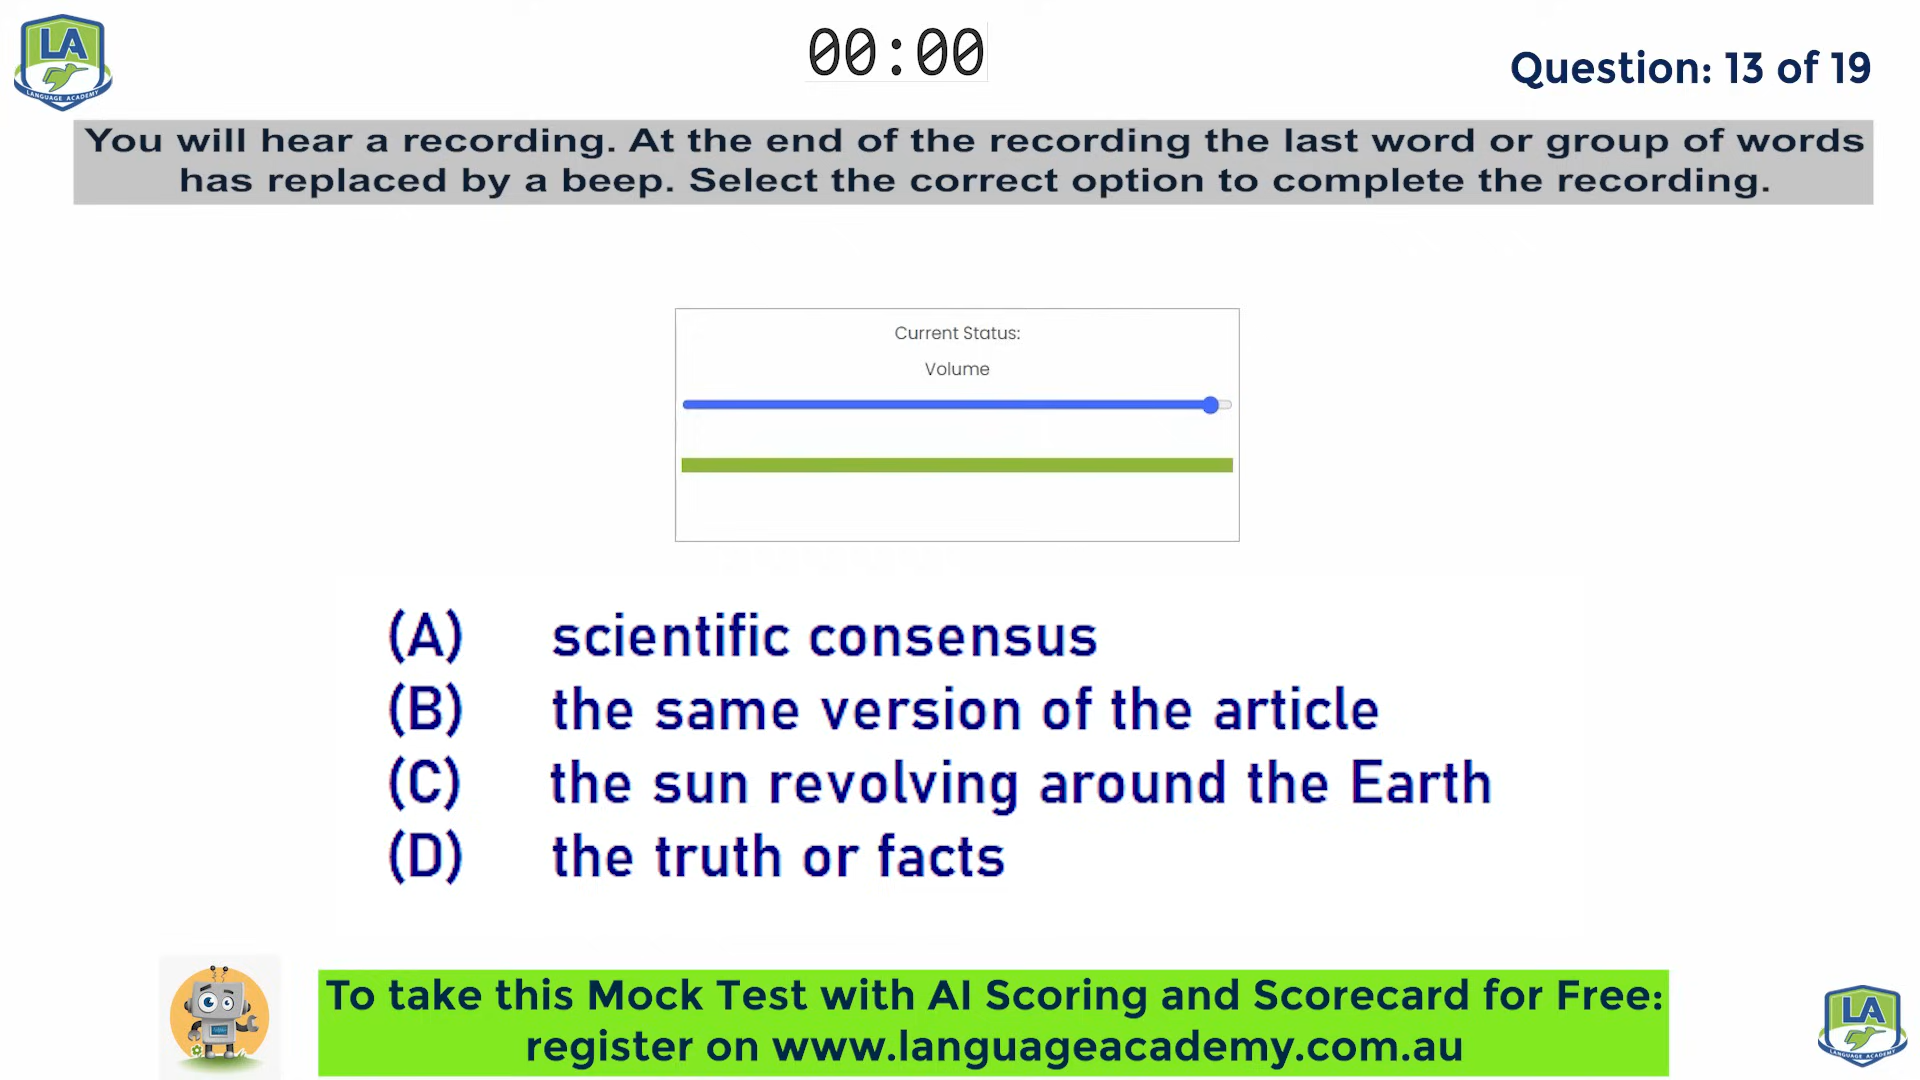 LA
LANGUAGE ACADEMY
00:00
Question: 13 of 19
You will hear a recording. At the end of the recording the last word or group of words
has replaced by a beep. Select the correct option to complete the recording.
Current Status:
Volume
(A) scientific consensus
(B) the same version of the article
(C) the sun revolving around the Earth
(D) the truth or facts
To take this Mock Test with AI Scoring and Scorecard for Free:
register on www.languageacademy.com.au
LA
LANGUAGE ACADEMY